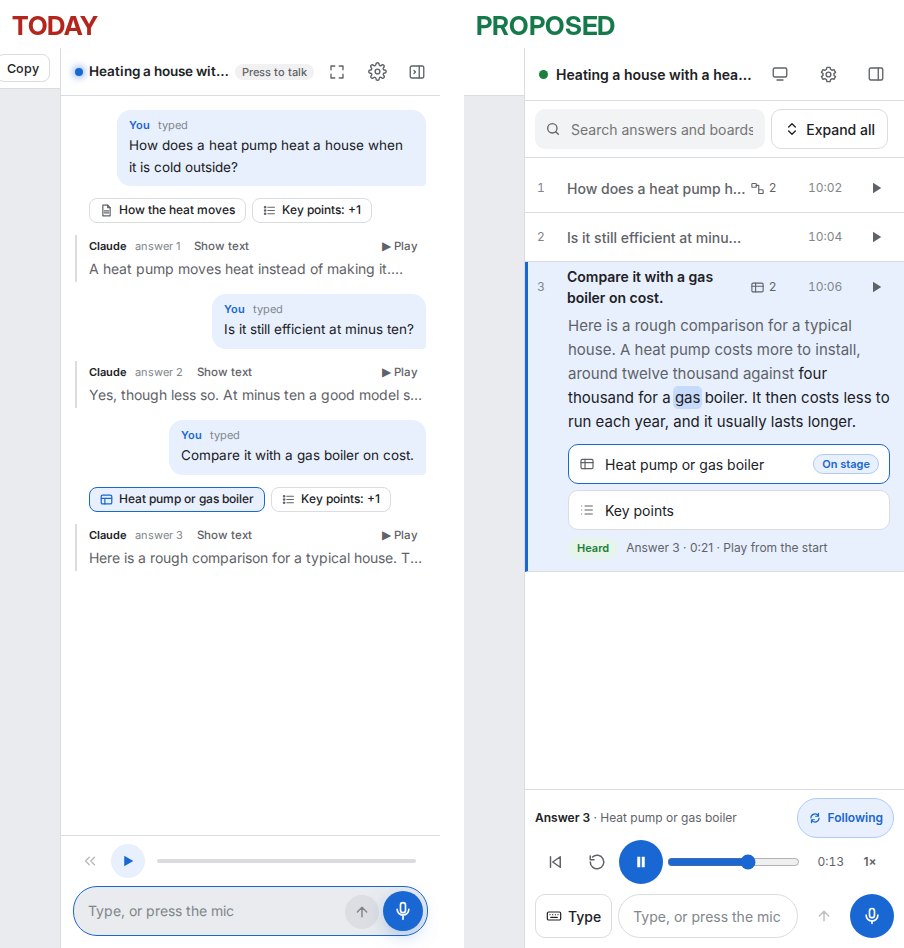 TODAY
Copy
Heating a house wit...
Press to talk
You typed
How does a heat pump heat a house when
it is cold outside?
How the heat moves
Key points: +1
Claude answer 1 Show text
▶ Play
A heat pump moves heat instead of making it....
You typed
Is it still efficient at minus ten?
Claude answer 2 Show text
▶ Play
Yes, though less so. At minus ten a good model s...
You typed
Compare it with a gas boiler on cost.
Heat pump or gas boiler
Key points: +1
Claude answer 3 Show text
▶ Play
Here is a rough comparison for a typical house. T...
Type, or press the mic
PROPOSED
Heating a house with a hea...
Search answers and boards
Expand all
1 How does a heat pump h... 2 10:02
2 Is it still efficient at minu... 10:04
3 Compare it with a gas
boiler on cost.
2 10:06
Here is a rough comparison for a typical
house. A heat pump costs more to install,
around twelve thousand against four
thousand for a gas boiler. It then costs less to
run each year, and it usually lasts longer.
Heat pump or gas boiler
On stage
Key points
Heard Answer 3 · 0:21 · Play from the start
Answer 3 · Heat pump or gas boiler
Following
0:13 1×
Type
Type, or press the mic